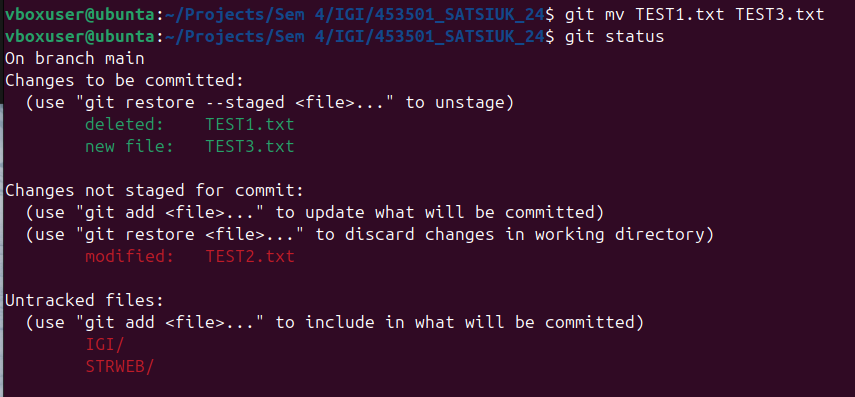 vboxuser@ubuntu:~/Projects/Sem 4/IGI/453501_SATSIUK_24$ git mv TEST1.txt TEST3.txt
vboxuser@ubuntu:~/Projects/Sem 4/IGI/453501_SATSIUK_24$ git status
On branch main
Changes to be committed:
  (use "git restore --staged <file>..." to unstage)
        deleted:    TEST1.txt
        new file:   TEST3.txt

Changes not staged for commit:
  (use "git add <file>..." to update what will be committed)
  (use "git restore <file>..." to discard changes in working directory)
        modified:   TEST2.txt

Untracked files:
  (use "git add <file>..." to include in what will be committed)
        IGI/
        STRWEB/